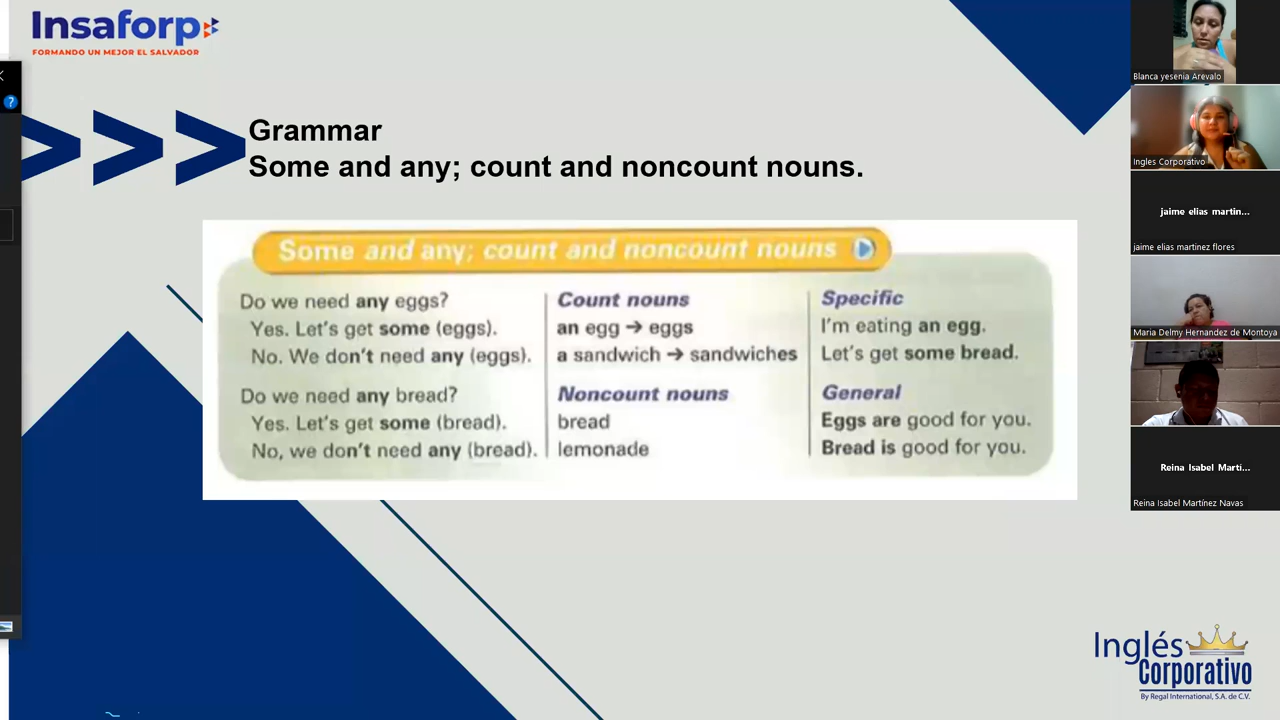 Insaforp
FORMANDO UN MEJOR EL SALVADOR
?
Grammar
Some and any; count and noncount nouns.
Some and any; count and noncount nouns
Do we need any eggs?
Yes. Let's get some (eggs).
No. We don't need any (eggs).
Do we need any bread?
Yes. Let's get some (bread).
No, we don't need any (bread).
Count nouns
an egg → eggs
a sandwich → sandwiches
Noncount nouns
bread
lemonade
Specific
I'm eating an egg.
Let's get some bread.
General
Eggs are good for you.
Bread is good for you.
Blanca yesenia Arevalo
Ingles Corporativo
jaime elias martin...
jaime elias martinez flores
Maria Delmy Hernandez de Montoya
Reina Isabel Martí...
Reina Isabel Martínez Navas
Inglés
Corporativo
By Regal International, S.A. de C.V.